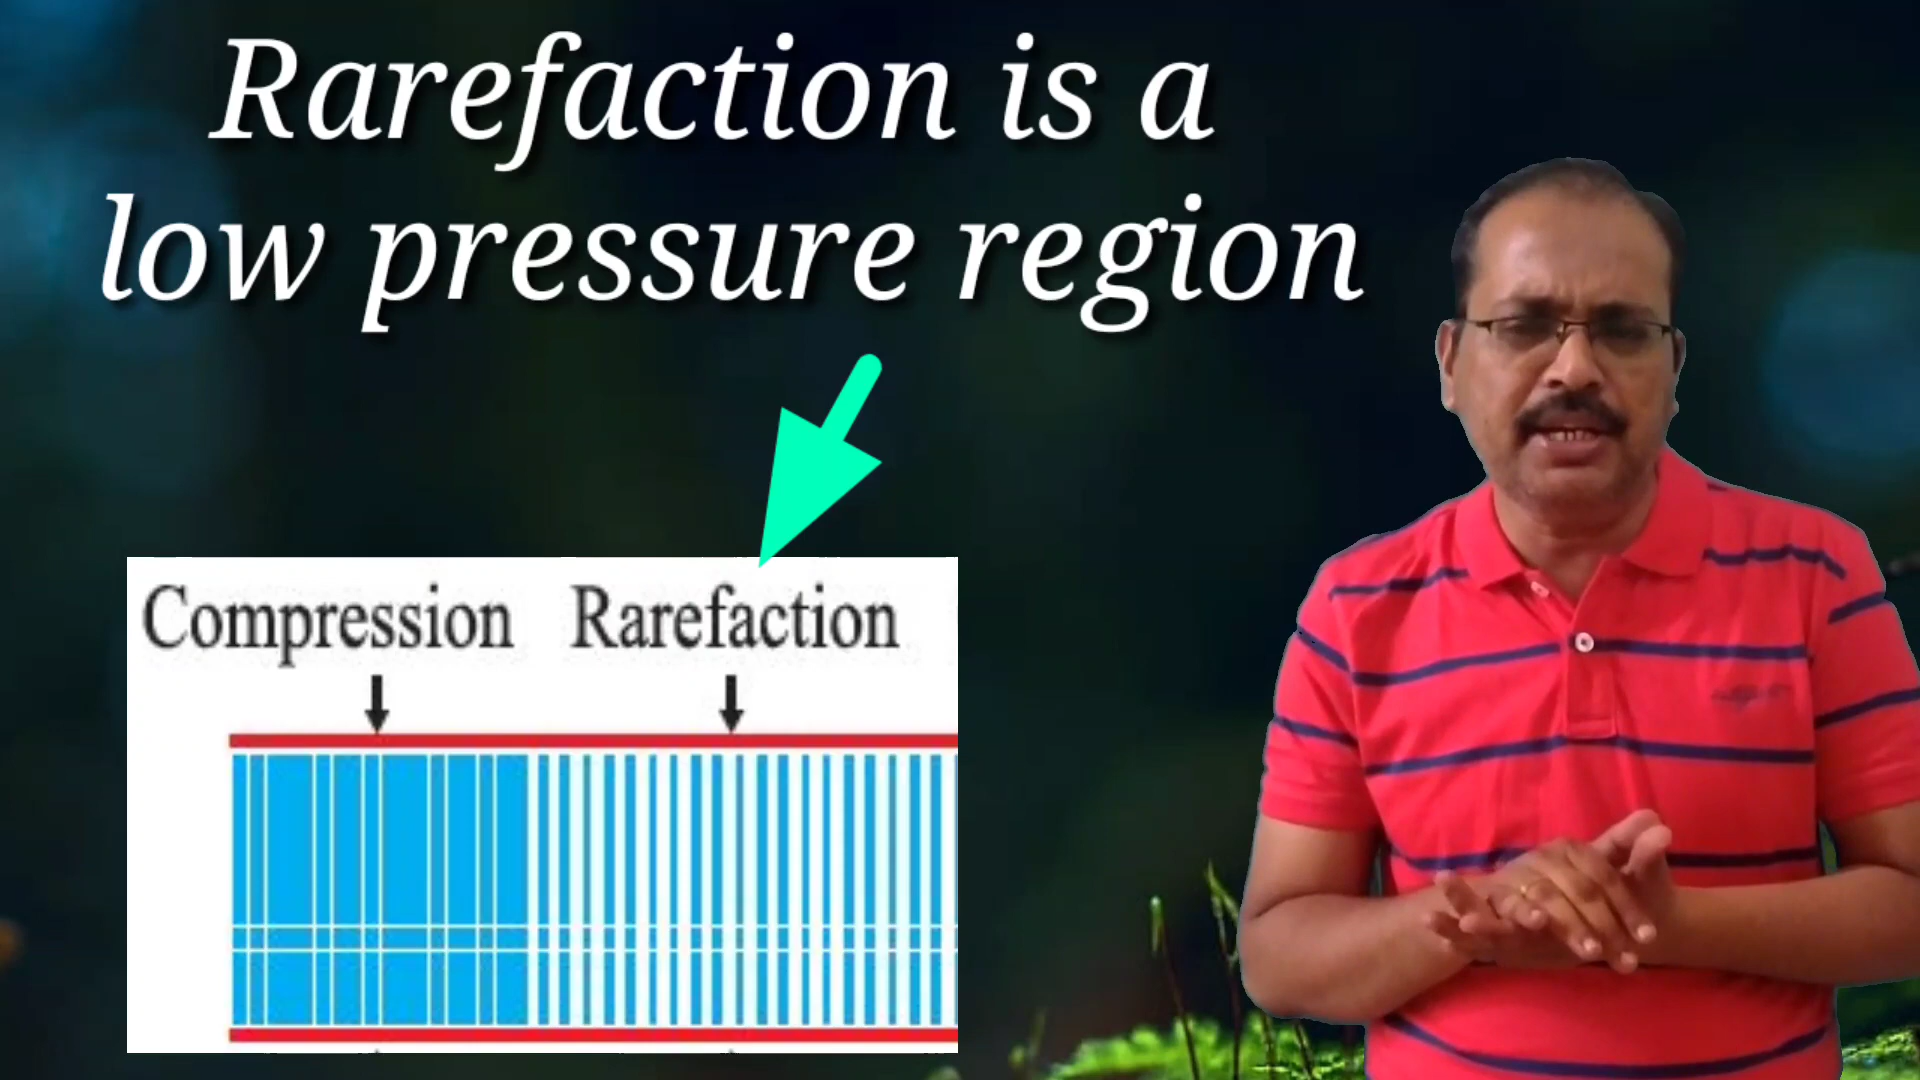 Rarefaction is a
low pressure region
Compression Rarefaction